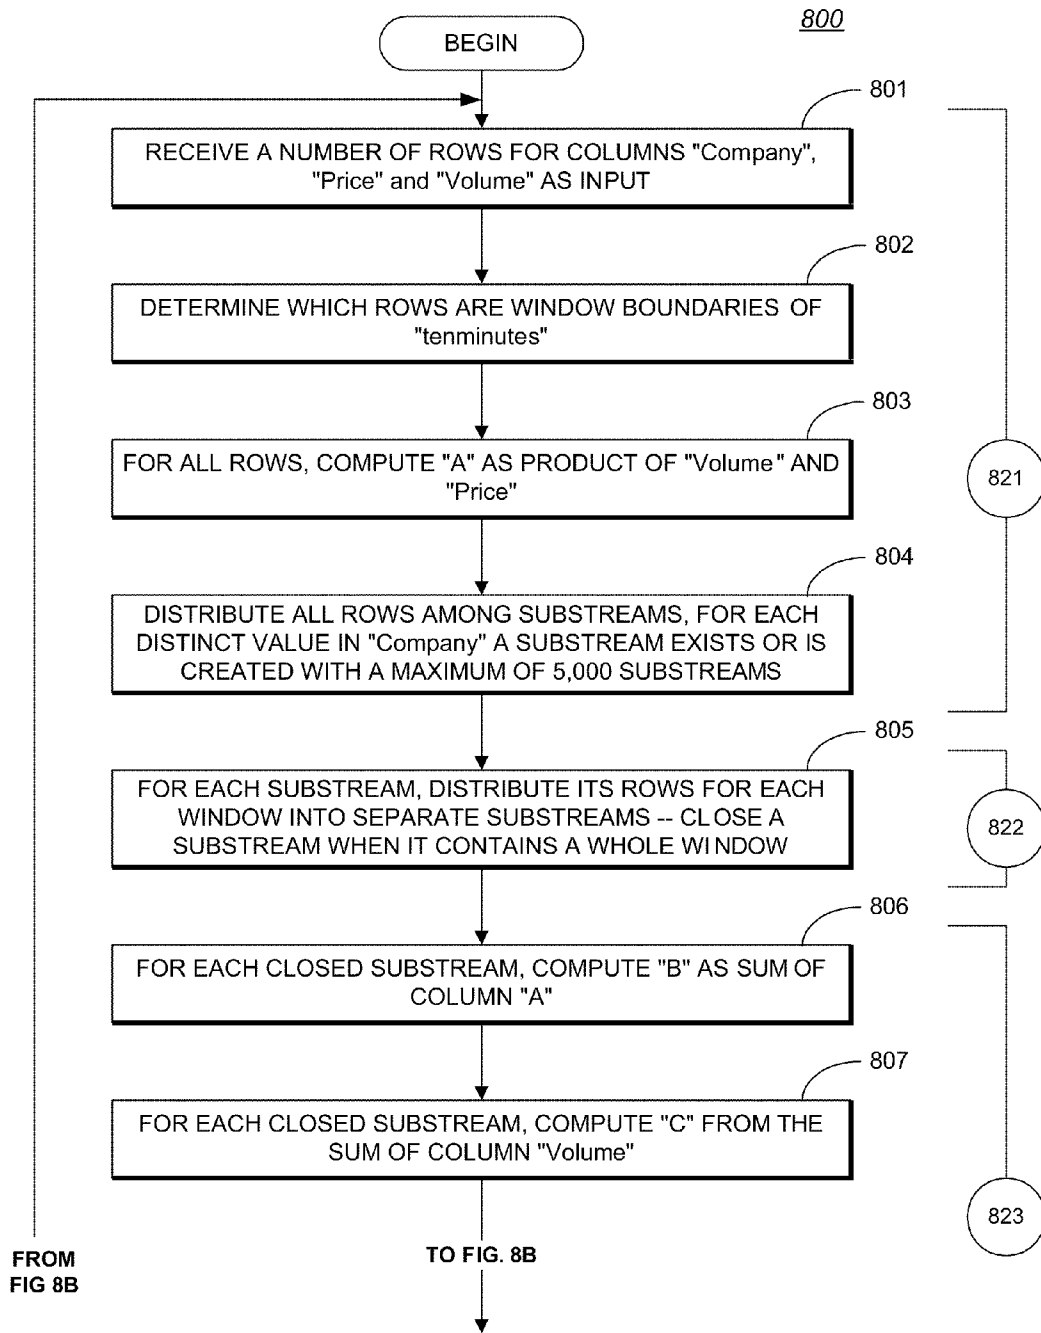 800
BEGIN
801
RECEIVE A NUMBER OF ROWS FOR COLUMNS "Company",
"Price" and "Volume" AS INPUT
802
DETERMINE WHICH ROWS ARE WINDOW BOUNDARIES OF
"tenminutes"
803
FOR ALL ROWS, COMPUTE "A" AS PRODUCT OF "Volume" AND
"Price"
821
804
DISTRIBUTE ALL ROWS AMONG SUBSTREAMS, FOR EACH
DISTINCT VALUE IN "Company" A SUBSTREAM EXISTS OR IS
CREATED WITH A MAXIMUM OF 5,000 SUBSTREAMS
805
FOR EACH SUBSTREAM, DISTRIBUTE ITS ROWS FOR EACH
WINDOW INTO SEPARATE SUBSTREAMS -- CLOSE A
SUBSTREAM WHEN IT CONTAINS A WHOLE WINDOW
822
806
FOR EACH CLOSED SUBSTREAM, COMPUTE "B" AS SUM OF
COLUMN "A"
807
FOR EACH CLOSED SUBSTREAM, COMPUTE "C" FROM THE
SUM OF COLUMN "Volume"
823
FROM
FIG 8B
TO FIG. 8B